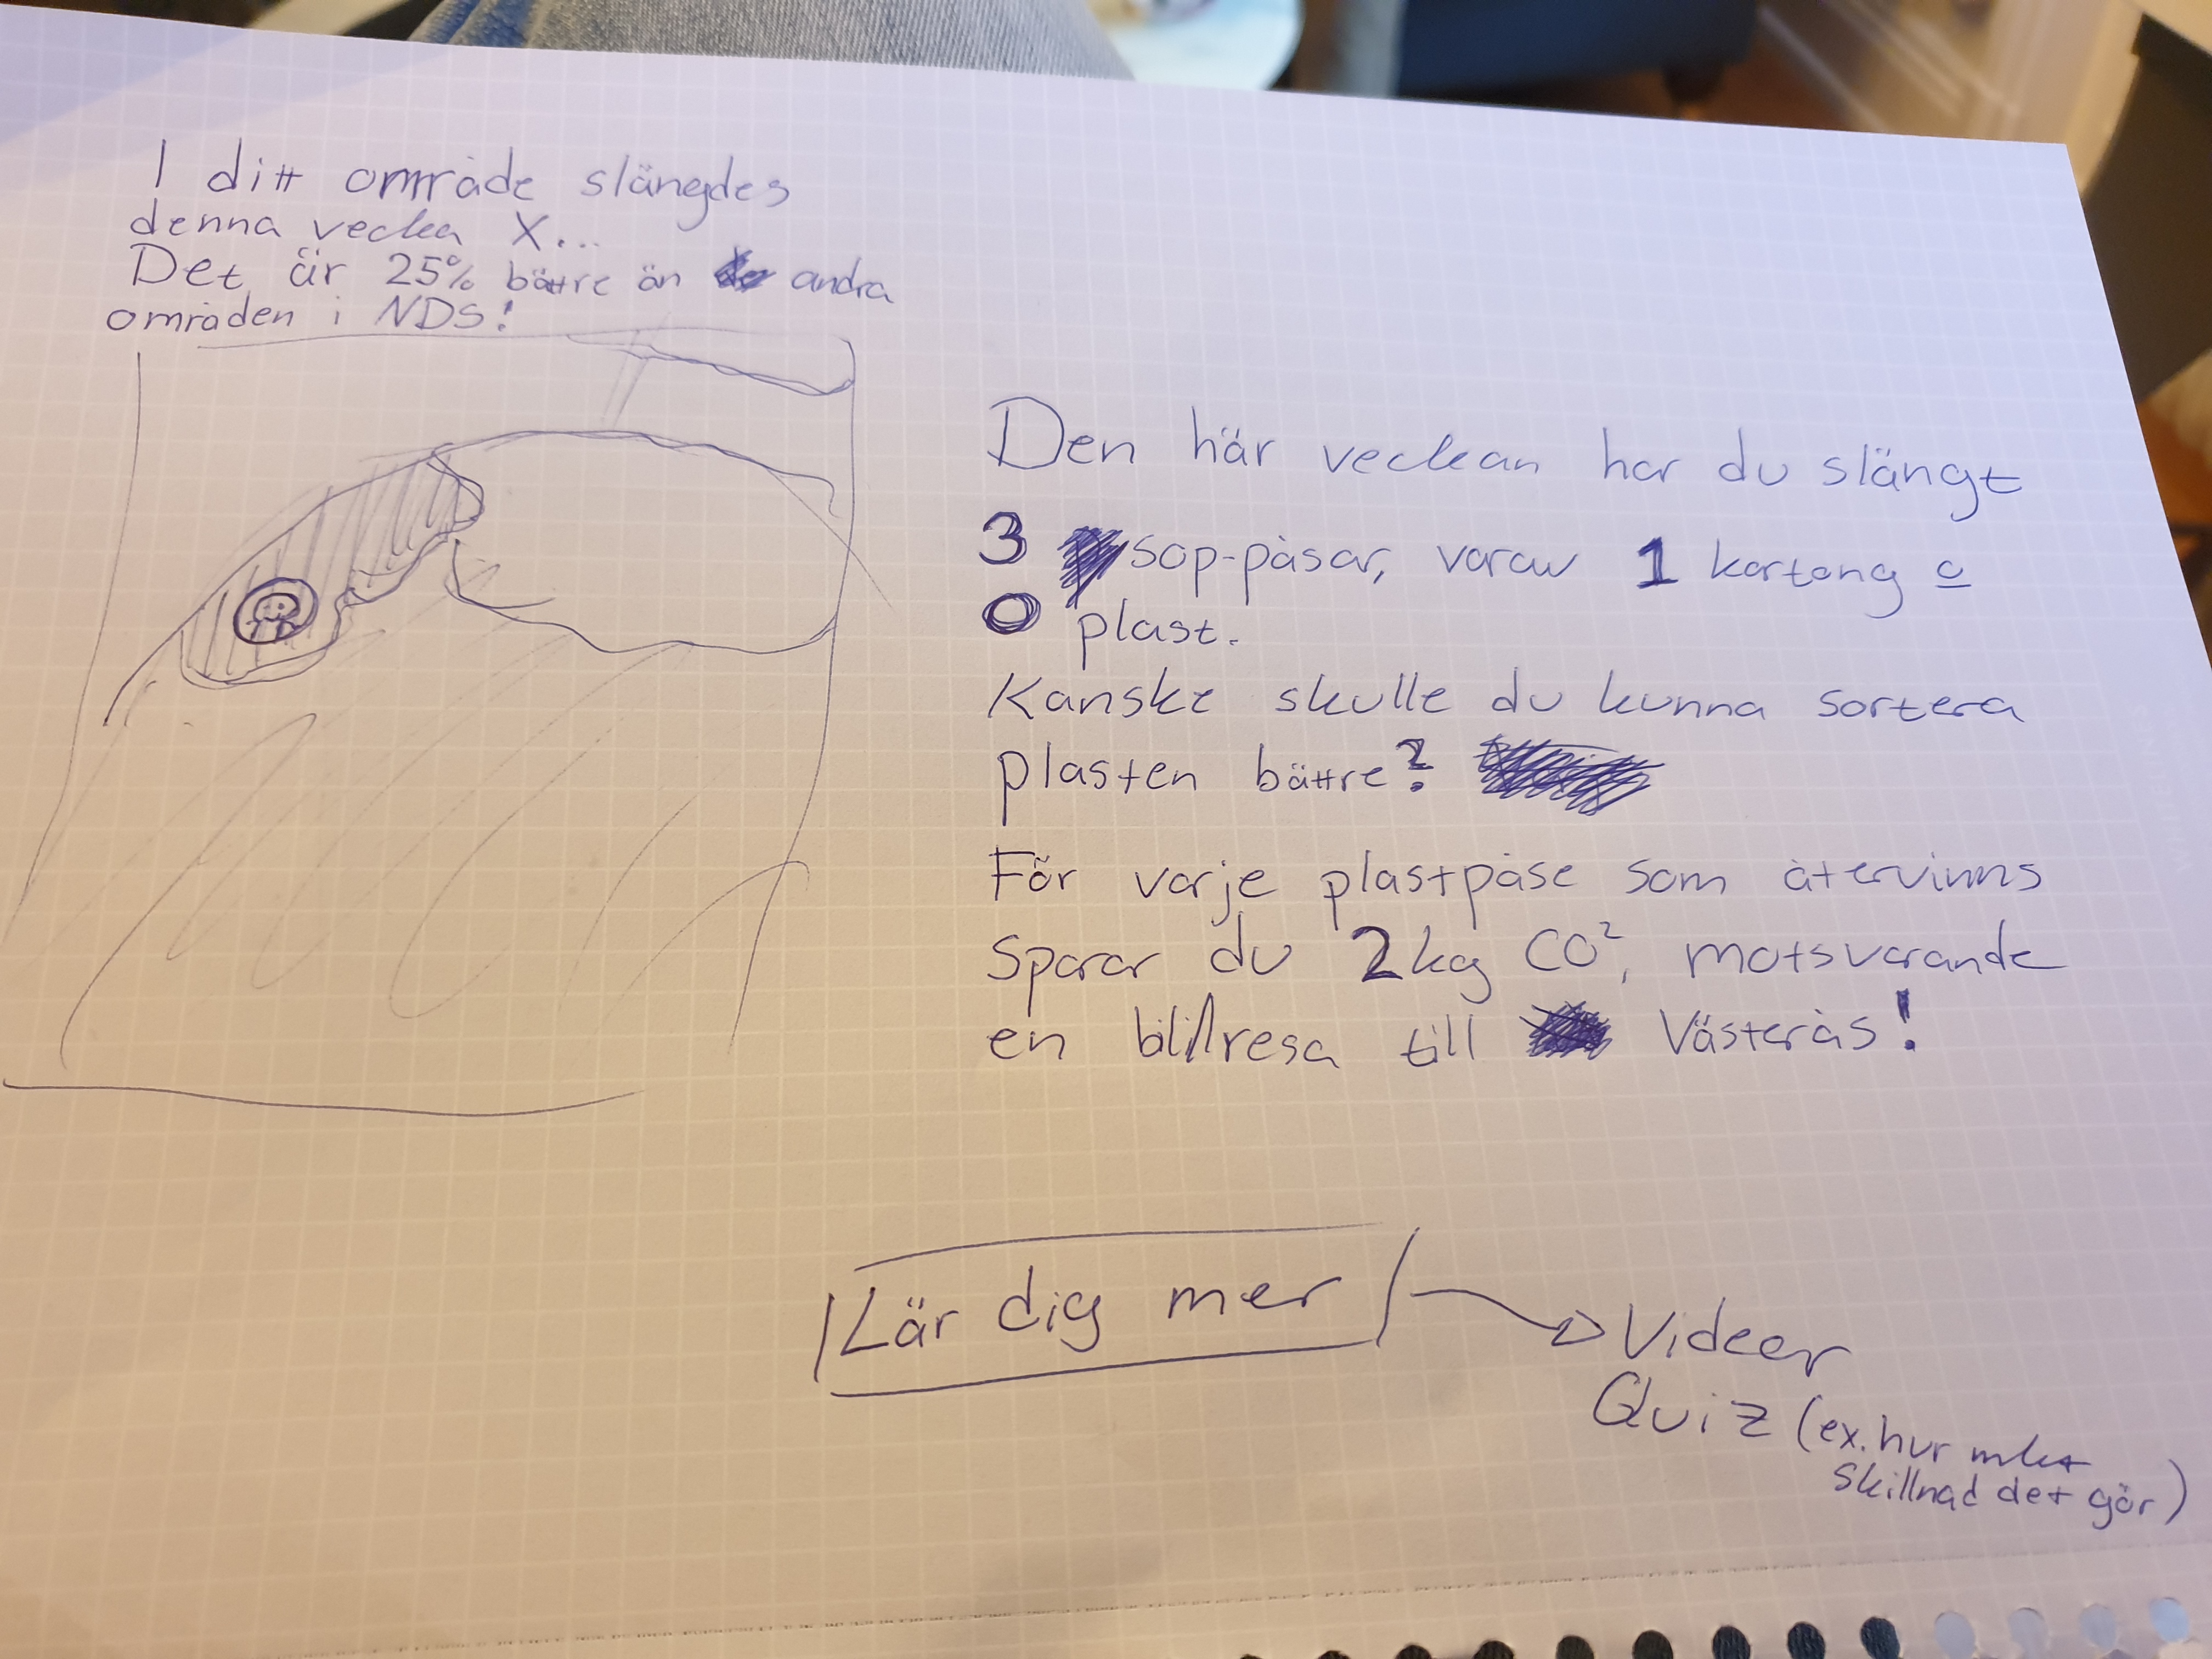 I ditt område slängdes
denna vecka X...
Det är 25% bättre än andra
områden i NDS!
Den här veckan har du slängt
3 sop-påsar, varav 1 kartong o
0 plast.
Kanske skulle du kunna sortera
plasten bättre?
För varje plastpåse som återvinns
sparar du 2 kg CO², motsvarande
en bilresa till Västerås!
Lär dig mer
Videor
Quiz (ex. hur mkt
skillnad det gör)